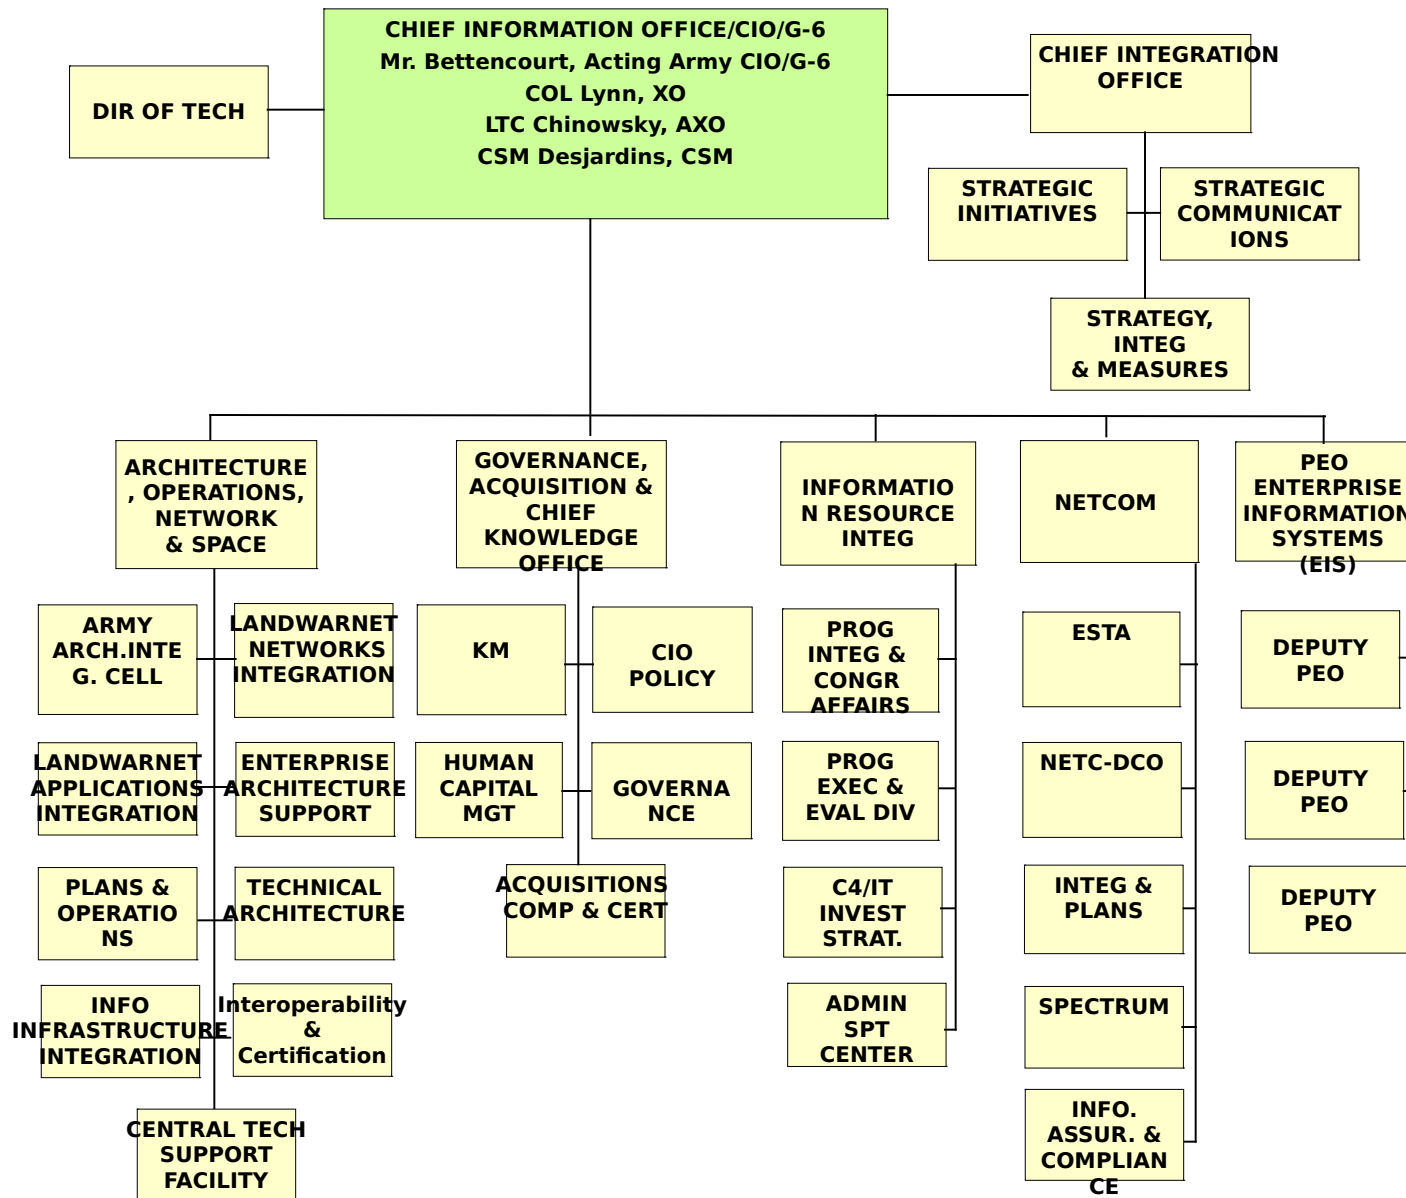 CHIEF INFORMATION OFFICE/CIO/G-6
Mr. Bettencourt, Acting Army CIO/G-6
COL Lynn, XO
LTC Chinowsky, AXO
CSM Desjardins, CSM
DIR OF TECH
CHIEF INTEGRATION
OFFICE
STRATEGIC
INITIATIVES
STRATEGIC
COMMUNICAT
IONS
STRATEGY,
INTEG
& MEASURES
ARCHITECTURE
, OPERATIONS,
NETWORK
& SPACE
GOVERNANCE,
ACQUISITION &
CHIEF
KNOWLEDGE
OFFICE
INFORMATIO
N RESOURCE
INTEG
NETCOM
PEO
ENTERPRISE
INFORMATION
SYSTEMS
(EIS)
ARMY
ARCH.INTE
G. CELL
LANDWARNET
NETWORKS
INTEGRATION
KM
CIO
POLICY
PROG
INTEG &
CONGR
AFFAIRS
ESTA
DEPUTY
PEO
LANDWARNET
APPLICATIONS
INTEGRATION
ENTERPRISE
ARCHITECTURE
SUPPORT
HUMAN
CAPITAL
MGT
GOVERNA
NCE
PROG
EXEC &
EVAL DIV
NETC-DCO
DEPUTY
PEO
PLANS &
OPERATIO
NS
TECHNICAL
ARCHITECTURE
ACQUISITIONS
COMP & CERT
C4/IT
INVEST
STRAT.
INTEG &
PLANS
DEPUTY
PEO
INFO
INFRASTRUCTURE
INTEGRATION
Interoperability
&
Certification
ADMIN
SPT
CENTER
SPECTRUM
CENTRAL TECH
SUPPORT
FACILITY
INFO.
ASSUR. &
COMPLIAN
CE